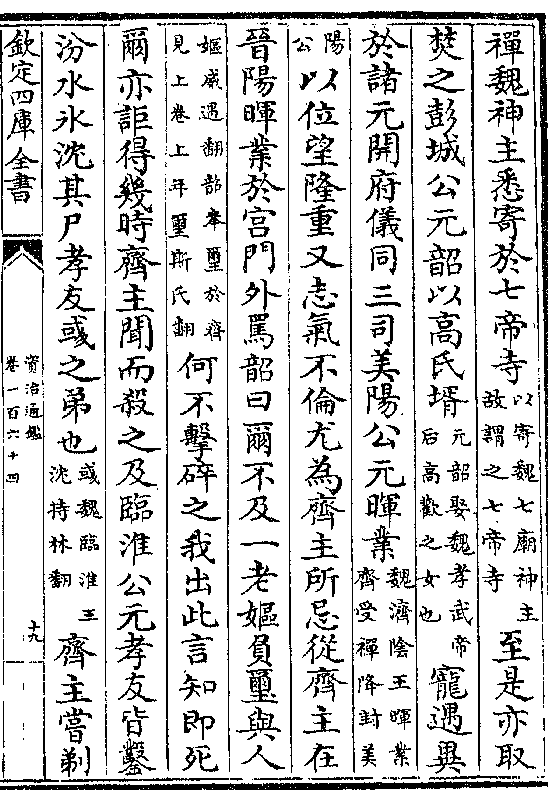 禪魏神主悉寄於七帝寺以寄魏七廟神主故謂之七帝寺至是亦取
焚之彭城公元韶以高氏壻元韶娶魏孝武帝后高歡之女也寵遇異
於諸元開府儀同三司美陽公元暉業魏濟陰王暉業齊受禪降封美
陽公以位望隆重又志氣不倫尤為齊主所忌從齊主在
晉陽暉業於宫門外罵韶曰爾不及一老嫗負璽與人
嫗威遇翻韶奉璽於齊見上卷上年璽斯氏翻何不擊碎之我出此言知即死
爾亦詎得幾時齊主聞而殺之及臨淮公元孝友皆鑿
汾水氷沈其尸孝友彧之弟也彧魏臨淮王沈持林翻齊主嘗剃
欽定四庫全書
資治通鑑
卷一百六十四
十九